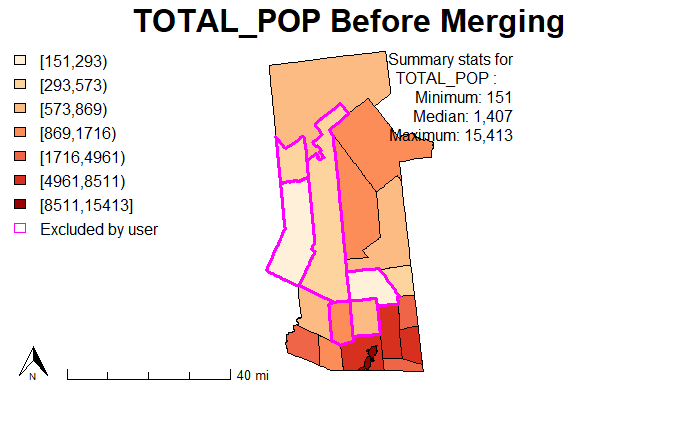 TOTAL_POP Before Merging
[151,293)
[293,573)
[573,869)
[869,1716)
[1716,4961)
[4961,8511)
[8511,15413]
Excluded by user
Summary stats for
TOTAL_POP :
Minimum: 151
Median: 1,407
Maximum: 15,413
N
40 mi